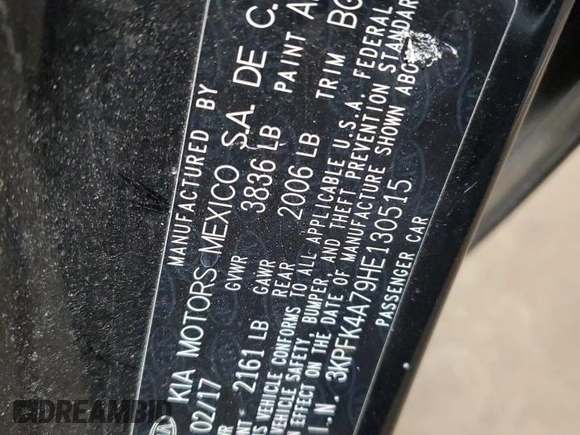 MANUFACTURED BY
KIA MOTORS MEXICO S.A. DE C.
02/17 GVWR 3836 LB PAINT
GAWR
2161 LB REAR 2006 LB TRIM
VEHICLE CONFORMS TO ALL APPLICABLE U.S.A. FEDERAL
VEHICLE SAFETY, BUMPER, AND THEFT PREVENTION STANDAR
ON THE DATE OF MANUFACTURE SHOWN ABO
I.N. 3KPFK4A79HE130515
PASSENGER CAR
DREAMBID